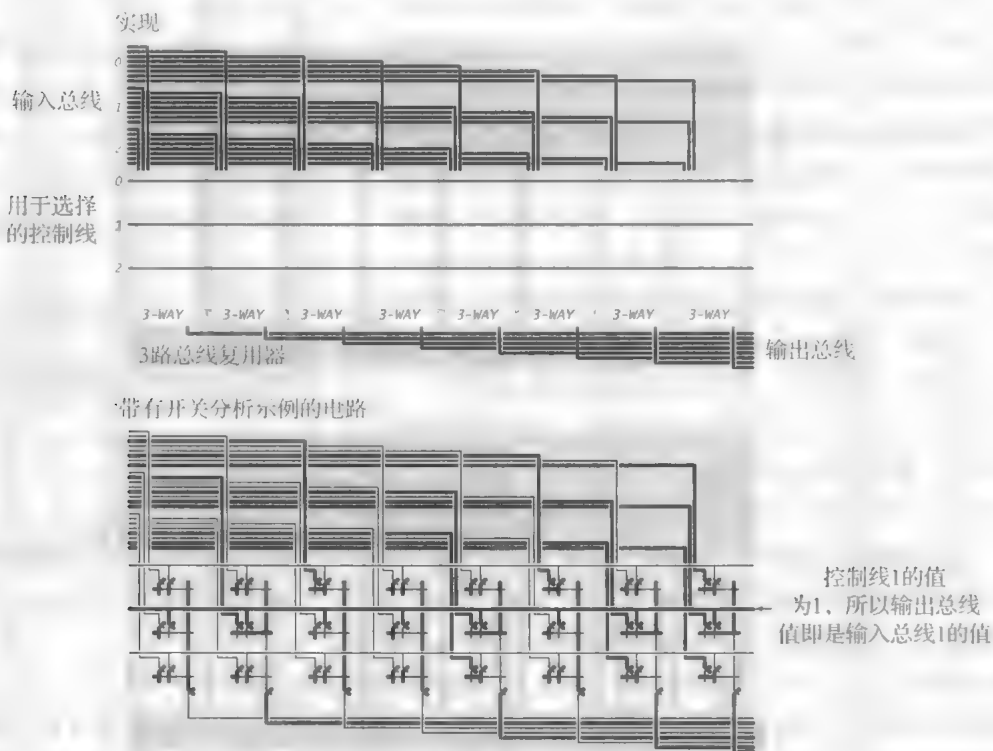 实现
0
输入总线
1
0
用于选择
的控制线
1
2
3-WAY 3-WAY 3-WAY 3-WAY 3-WAY 3-WAY 3-WAY 3-WAY
3路总线复用器
输出总线
带有开关分析示例的电路
控制线1的值
为1，所以输出总线
值即是输入总线1的值